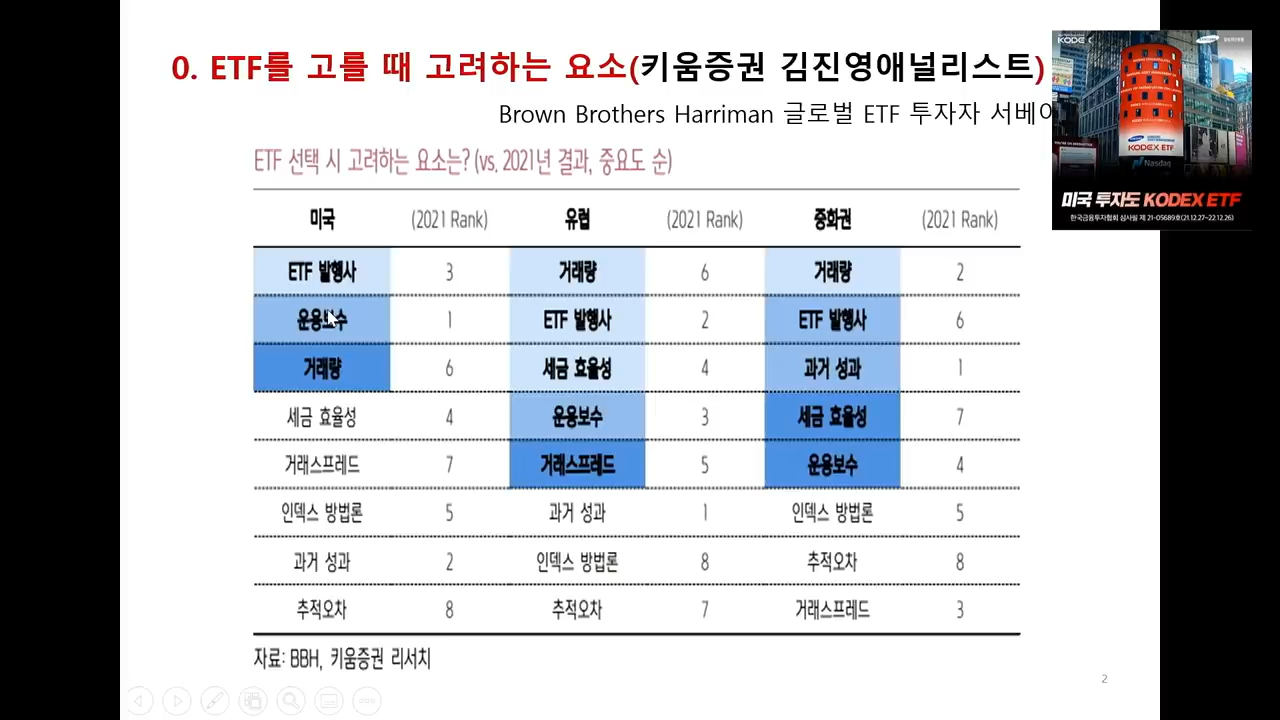 0. ETF를 고를 때 고려하는 요소(키움증권 김진영애널리스트)
Brown Brothers Harriman 글로벌 ETF 투자자 서베이
ETF 선택 시 고려하는 요소는? (vs. 2021년 결과, 중요도 순)
미국 (2021 Rank) 유럽 (2021 Rank) 중화권 (2021 Rank)
ETF 발행사 3 거래량 6 거래량 2
운용보수 1 ETF 발행사 2 ETF 발행사 6
거래량 6 세금 효율성 4 과거 성과 1
세금 효율성 4 운용보수 3 세금 효율성 7
거래스프레드 7 거래스프레드 5 운용보수 4
인덱스 방법론 5 과거 성과 1 인덱스 방법론 5
과거 성과 2 인덱스 방법론 8 추적오차 8
추적오차 8 추적오차 7 거래스프레드 3
자료: BBH, 키움증권 리서치
2
KODEX ETF
Nasdaq
미국 투자도 KODEX ETF
한국금융투자협회 심사필 제 21-05689호(21.12.27~22.12.26)